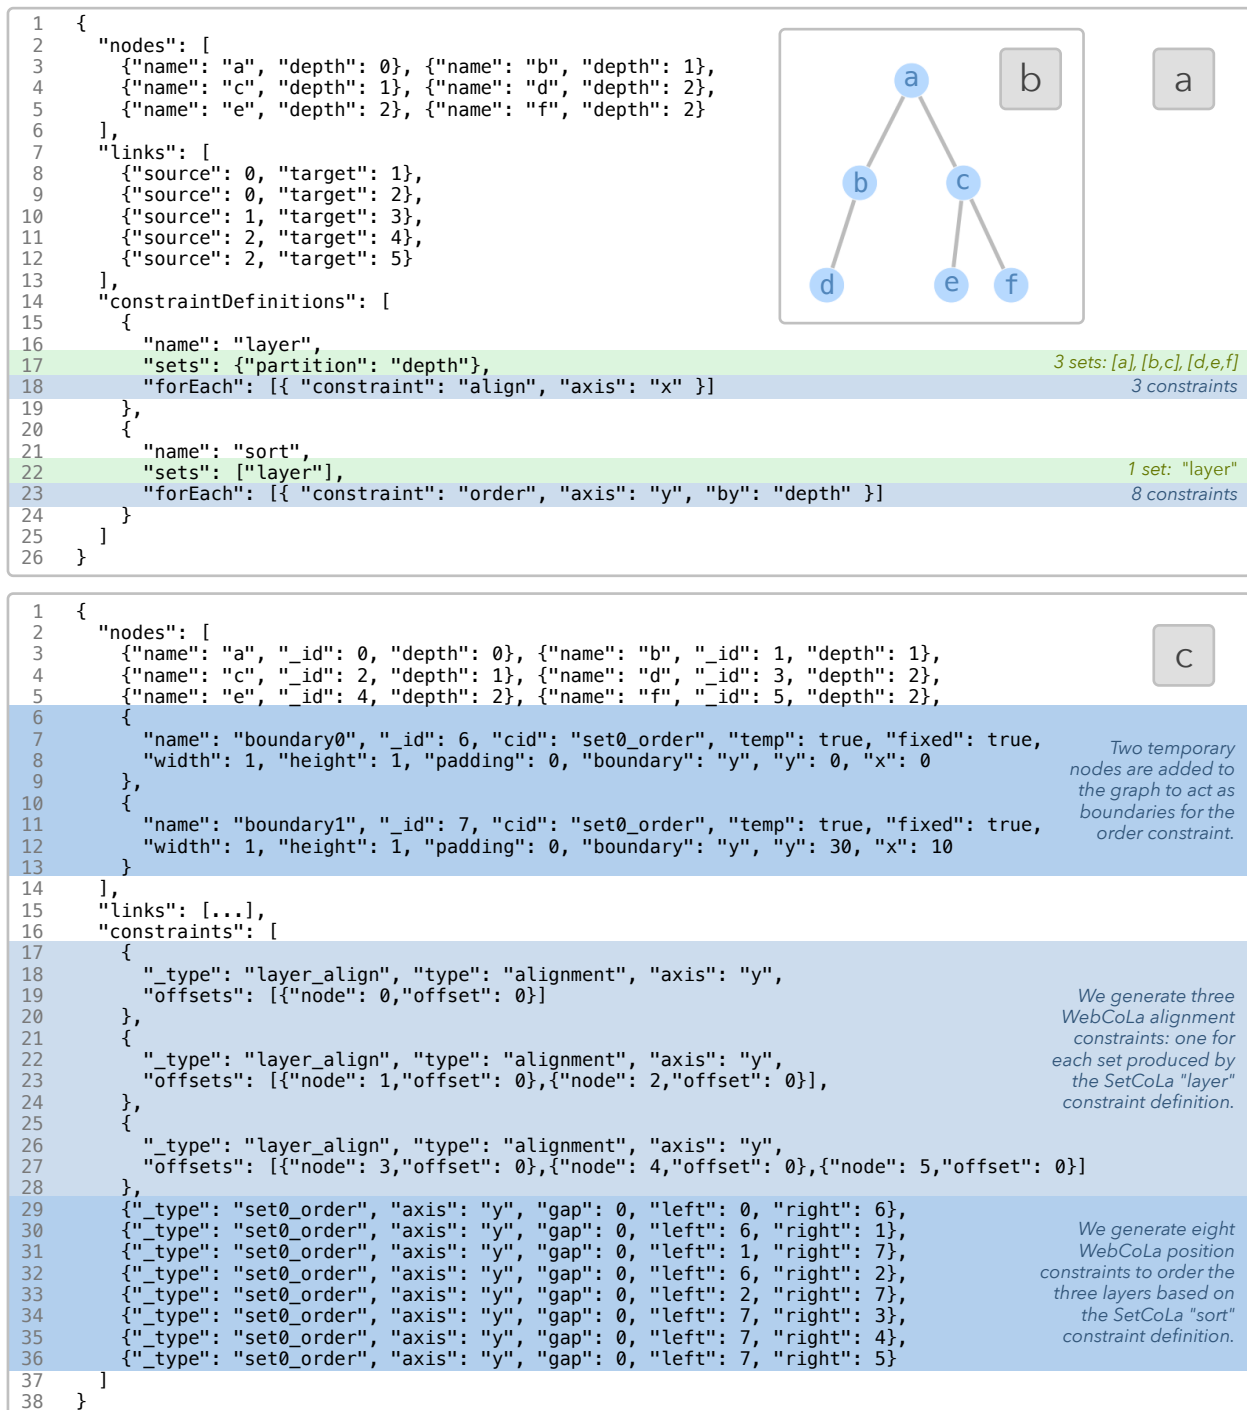 1 {
2 "nodes": [
3 {"name": "a", "depth": 0}, {"name": "b", "depth": 1},
4 {"name": "c", "depth": 1}, {"name": "d", "depth": 2},
5 {"name": "e", "depth": 2}, {"name": "f", "depth": 2}
6 ],
7 "links": [
8 {"source": 0, "target": 1},
9 {"source": 0, "target": 2},
10 {"source": 1, "target": 3},
11 {"source": 2, "target": 4},
12 {"source": 2, "target": 5}
13 ],
14 "constraintDefinitions": [
15 {
16 "name": "layer",
17 "sets": {"partition": "depth"}, 3 sets: [a], [b,c], [d,e,f]
18 "forEach": [{ "constraint": "align", "axis": "x" }] 3 constraints
19 },
20 {
21 "name": "sort",
22 "sets": ["layer"], 1 set: "layer"
23 "forEach": [{ "constraint": "order", "axis": "y", "by": "depth" }] 8 constraints
24 }
25 ]
26 }
a
b
a
b c
d e f
1 {
2 "nodes": [
3 {"name": "a", "_id": 0, "depth": 0}, {"name": "b", "_id": 1, "depth": 1},
4 {"name": "c", "_id": 2, "depth": 1}, {"name": "d", "_id": 3, "depth": 2},
5 {"name": "e", "_id": 4, "depth": 2}, {"name": "f", "_id": 5, "depth": 2},
6 {
7 "name": "boundary0", "_id": 6, "cid": "set0_order", "temp": true, "fixed": true,
8 "width": 1, "height": 1, "padding": 0, "boundary": "y", "y": 0, "x": 0
9 },
10 {
11 "name": "boundary1", "_id": 7, "cid": "set0_order", "temp": true, "fixed": true,
12 "width": 1, "height": 1, "padding": 0, "boundary": "y", "y": 30, "x": 10
13 }
14 ],
15 "links": [...],
16 "constraints": [
17 {
18 "_type": "layer_align", "type": "alignment", "axis": "y",
19 "offsets": [{"node": 0,"offset": 0}]
20 },
21 {
22 "_type": "layer_align", "type": "alignment", "axis": "y",
23 "offsets": [{"node": 1,"offset": 0},{"node": 2,"offset": 0}],
24 },
25 {
26 "_type": "layer_align", "type": "alignment", "axis": "y",
27 "offsets": [{"node": 3,"offset": 0},{"node": 4,"offset": 0},{"node": 5,"offset": 0}]
28 },
29 {"_type": "set0_order", "axis": "y", "gap": 0, "left": 0, "right": 6},
30 {"_type": "set0_order", "axis": "y", "gap": 0, "left": 6, "right": 1},
31 {"_type": "set0_order", "axis": "y", "gap": 0, "left": 1, "right": 7},
32 {"_type": "set0_order", "axis": "y", "gap": 0, "left": 6, "right": 2},
33 {"_type": "set0_order", "axis": "y", "gap": 0, "left": 2, "right": 7},
34 {"_type": "set0_order", "axis": "y", "gap": 0, "left": 7, "right": 3},
35 {"_type": "set0_order", "axis": "y", "gap": 0, "left": 7, "right": 4},
36 {"_type": "set0_order", "axis": "y", "gap": 0, "left": 7, "right": 5}
37 ]
38 }
c
Two temporary
nodes are added to
the graph to act as
boundaries for the
order constraint.
We generate three
WebCoLa alignment
constraints: one for
each set produced by
the SetCoLa "layer"
constraint definition.
We generate eight
WebCoLa position
constraints to order the
three layers based on
the SetCoLa "sort"
constraint definition.